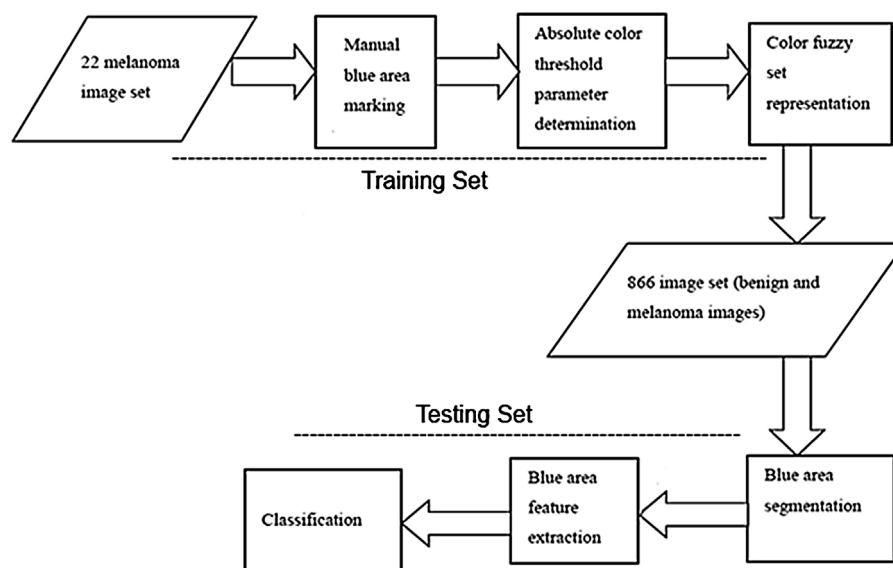 22 melanoma
image set
Manual
blue area
marking
Absolute color
threshold
parameter
determination
Color fuzzy
set
representation
Training Set
866 image set (benign and
melanoma images)
Testing Set
Blue area
segmentation
Blue area
feature
extraction
Classification